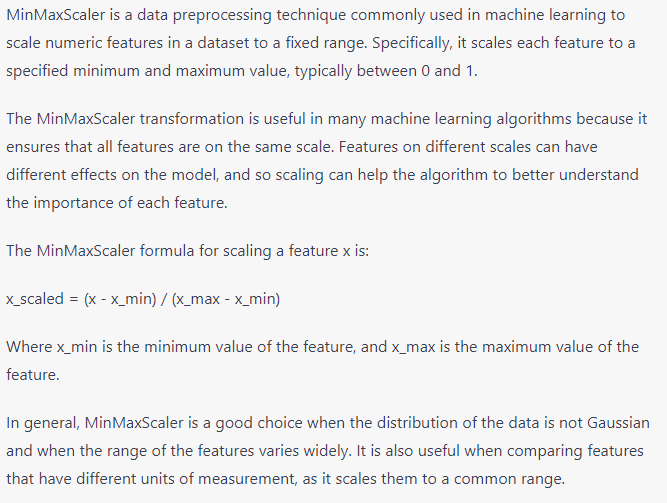 MinMaxScaler is a data preprocessing technique commonly used in machine learning to
scale numeric features in a dataset to a fixed range. Specifically, it scales each feature to a
specified minimum and maximum value, typically between 0 and 1.
The MinMaxScaler transformation is useful in many machine learning algorithms because it
ensures that all features are on the same scale. Features on different scales can have
different effects on the model, and so scaling can help the algorithm to better understand
the importance of each feature.
The MinMaxScaler formula for scaling a feature x is:
x_scaled = (x - x_min) / (x_max - x_min)
Where x_min is the minimum value of the feature, and x_max is the maximum value of the
feature.
In general, MinMaxScaler is a good choice when the distribution of the data is not Gaussian
and when the range of the features varies widely. It is also useful when comparing features
that have different units of measurement, as it scales them to a common range.